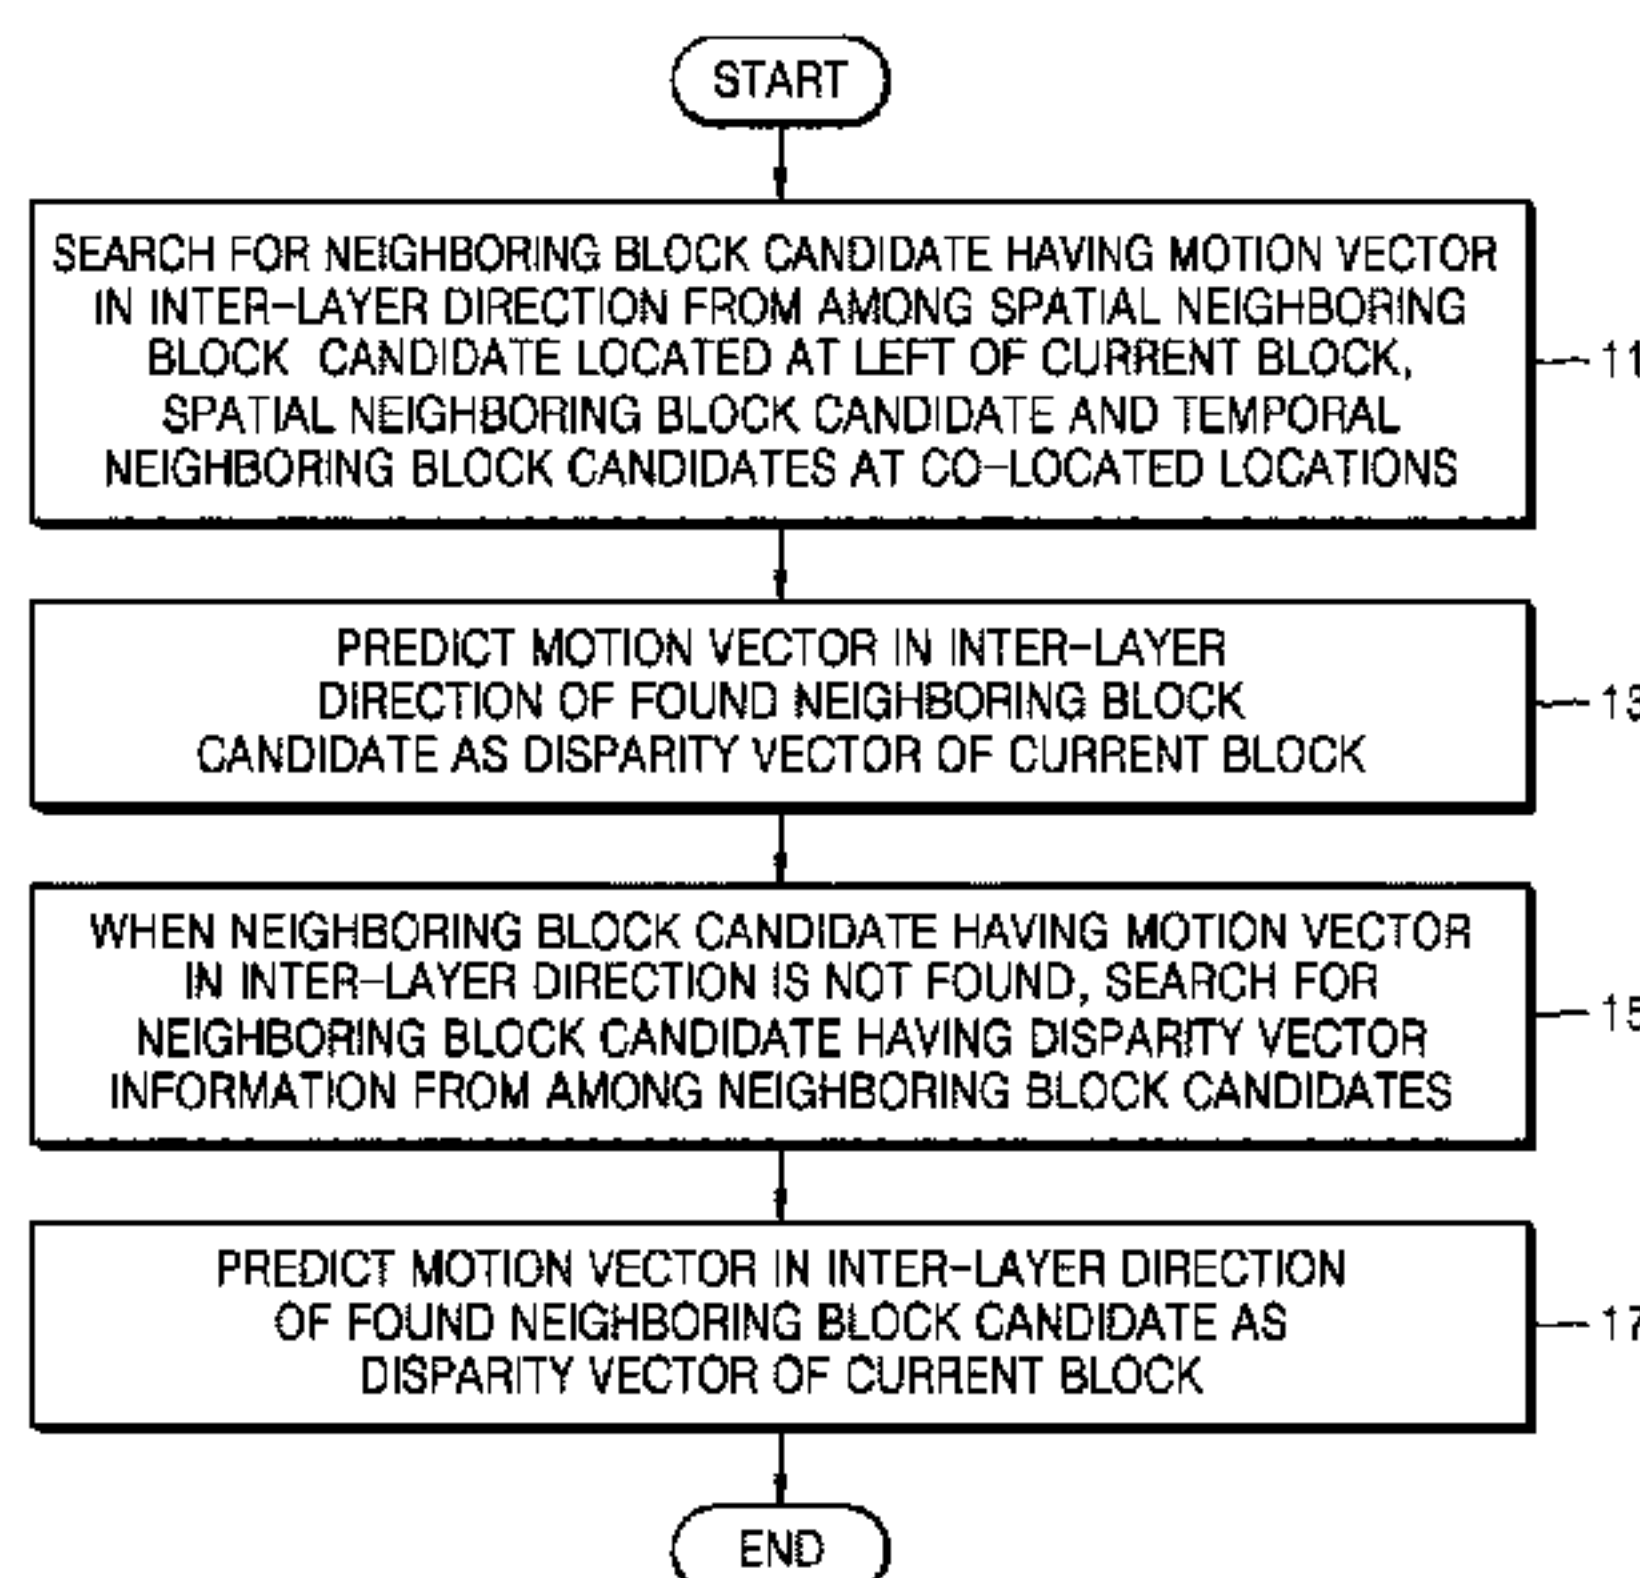 START
SEARCH FOR NEIGHBORING BLOCK CANDIDATE HAVING MOTION VECTOR
IN INTER-LAYER DIRECTION FROM AMONG SPATIAL NEIGHBORING
BLOCK CANDIDATE LOCATED AT LEFT OF CURRENT BLOCK,
SPATIAL NEIGHBORING BLOCK CANDIDATE AND TEMPORAL
NEIGHBORING BLOCK CANDIDATES AT CO-LOCATED LOCATIONS
11
PREDICT MOTION VECTOR IN INTER-LAYER
DIRECTION OF FOUND NEIGHBORING BLOCK
CANDIDATE AS DISPARITY VECTOR OF CURRENT BLOCK
13
WHEN NEIGHBORING BLOCK CANDIDATE HAVING MOTION VECTOR
IN INTER-LAYER DIRECTION IS NOT FOUND, SEARCH FOR
NEIGHBORING BLOCK CANDIDATE HAVING DISPARITY VECTOR
INFORMATION FROM AMONG NEIGHBORING BLOCK CANDIDATES
15
PREDICT MOTION VECTOR IN INTER-LAYER DIRECTION
OF FOUND NEIGHBORING BLOCK CANDIDATE AS
DISPARITY VECTOR OF CURRENT BLOCK
17
END